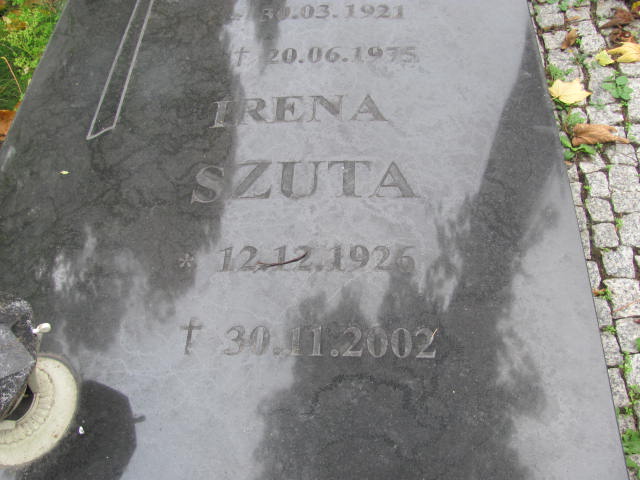 * 30.03.1921
† 20.06.1975
IRENA
SZUTA
* 12.12.1926
† 30.11.2002